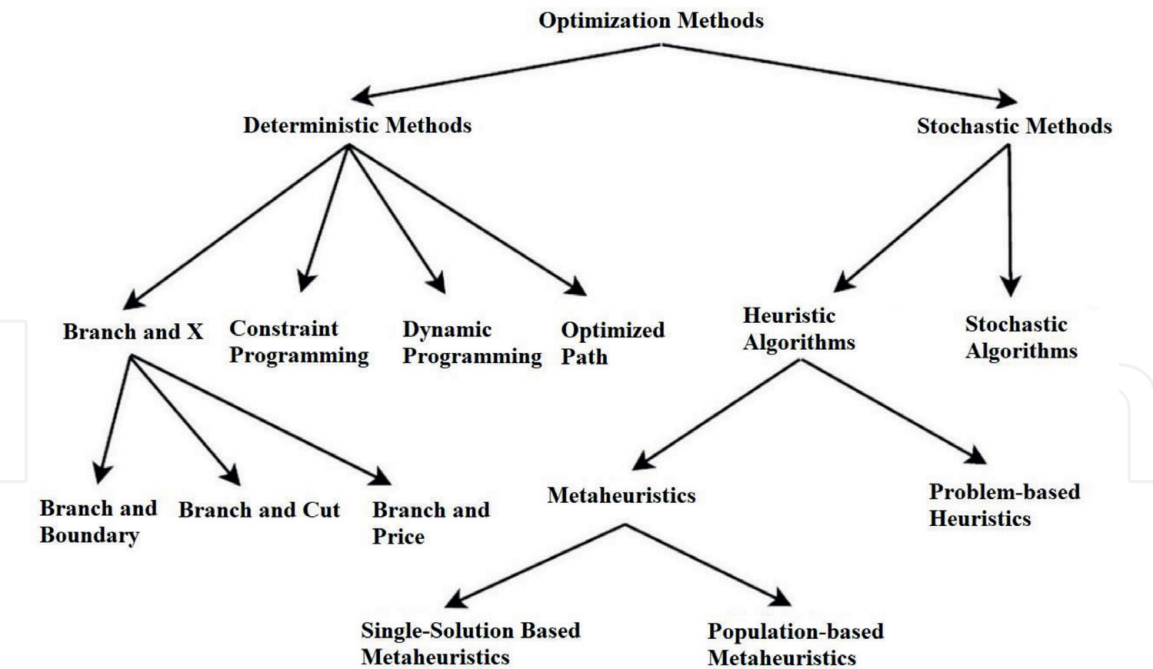 Optimization Methods
Deterministic Methods
Stochastic Methods
Branch and X
Constraint
Programming
Dynamic
Programming
Optimized
Path
Heuristic
Algorithms
Stochastic
Algorithms
Branch and
Boundary
Branch and Cut
Branch and
Price
Metaheuristics
Problem-based
Heuristics
Single-Solution Based
Metaheuristics
Population-based
Metaheuristics